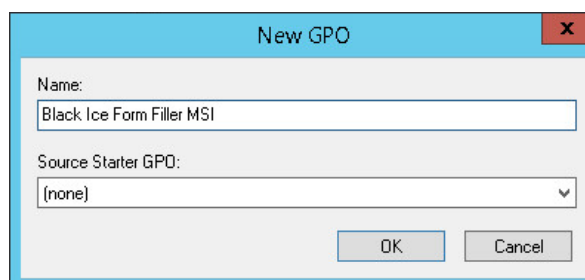 New GPO
x
Name:
Black Ice Form Filler MSI
Source Starter GPO:
(none)
OK
Cancel